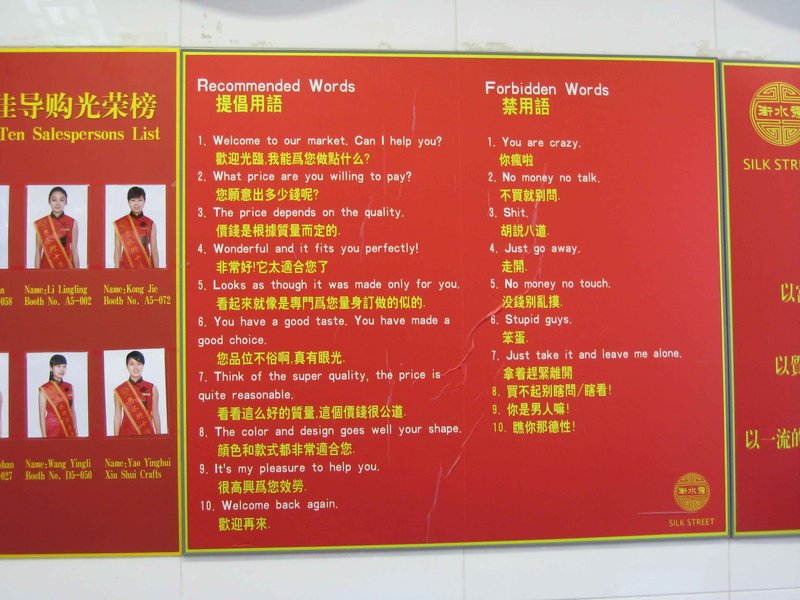 佳导购光荣榜
Ten Salespersons List
Name:Li Lingling
Booth No. A5-002
Name:Kong Jie
Booth No. A5-072
-058
Name:Wang Yingli
Booth No. D5-050
Name:Yao Yinghui
Xiu Shui Crafts
-027
Recommended Words
提倡用語
1. Welcome to our market. Can I help you?
歡迎光臨,我能爲您做點什么?
2. What price are you willing to pay?
您願意出多少錢呢?
3. The price depends on the quality.
價錢是根據質量而定的.
4. Wonderful and it fits you perfectly!
非常好!它太適合您了
5. Looks as though it was made only for you.
看起來就像是專門爲您量身訂做的似的.
6. You have a good taste. You have made a
good choice.
您品位不俗啊,真有眼光.
7. Think of the super quality, the price is
quite reasonable.
看看這么好的質量,這個價錢很公道.
8. The color and design goes well your shape.
顔色和款式都非常適合您.
9. It's my pleasure to help you.
很高興爲您效勞.
10. Welcome back again.
歡迎再來.
Forbidden Words
禁用語
1. You are crazy.
你瘋啦
2. No money no talk.
不買就别問.
3. Shit.
胡説八道.
4. Just go away.
走開.
5. No money no touch.
没錢别亂摸.
6. Stupid guys.
笨蛋.
7. Just take it and leave me alone.
拿着趕緊離開
8. 買不起别瞎問/瞎看!
9. 你是男人嘛!
10. 瞧你那德性!
SILK STREET
SILK STRE
以質
以一流的